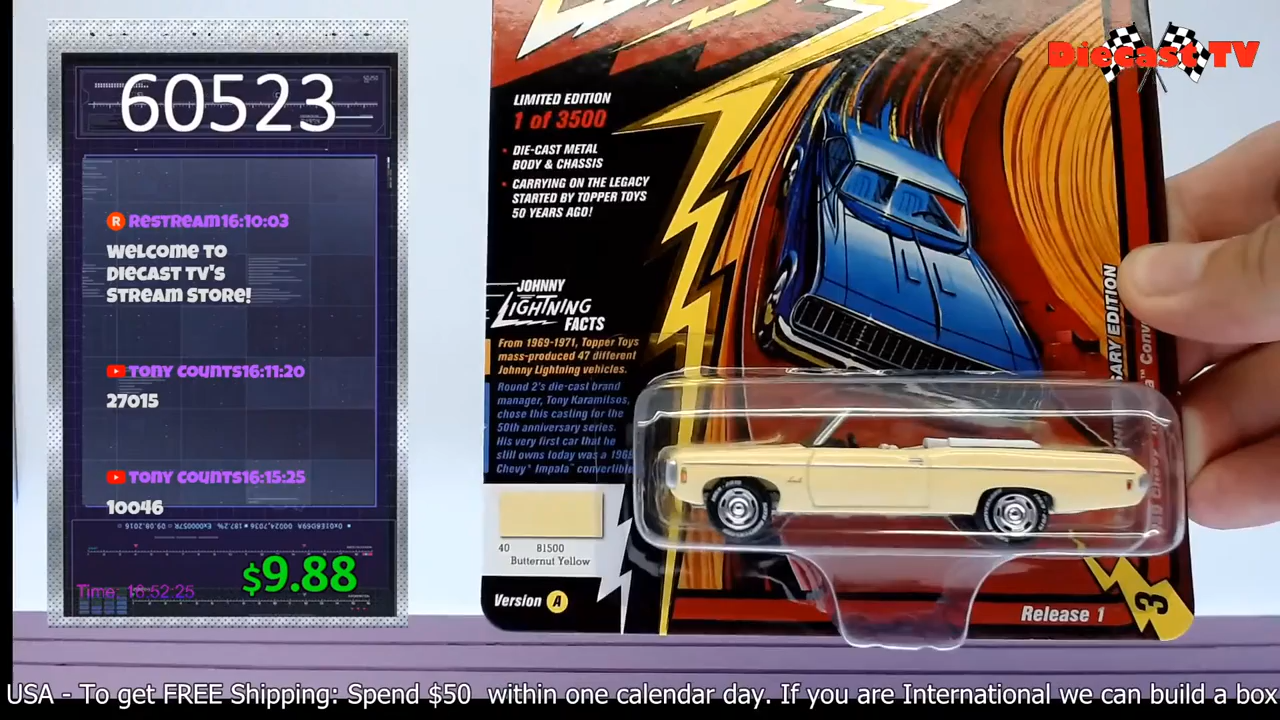 60523
Restream16:10:03
Welcome to
Diecast TV's
Stream Store!
Tony Counts16:11:20
27015
Tony Counts16:15:25
10046
$9.88
Time: 16:52:25
Diecast TV
LIMITED EDITION
1 of 3500
• DIE-CAST METAL
BODY & CHASSIS
• CARRYING ON THE LEGACY
STARTED BY TOPPER TOYS
50 YEARS AGO!
JOHNNY
LIGHTNING
FACTS
From 1969-1971, Topper Toys
mass-produced 47 different
Johnny Lightning vehicles.
Round 2's die-cast brand
manager, Tony Karamitsos,
chose this casting for the
50th anniversary series.
His very first car that he
still owns today was a 1969
Chevy® Impala™ convertible
40 81500
Butternut Yellow
Version A
Release 1
3
USA - To get FREE Shipping: Spend $50 within one calendar day. If you are International we can build a box